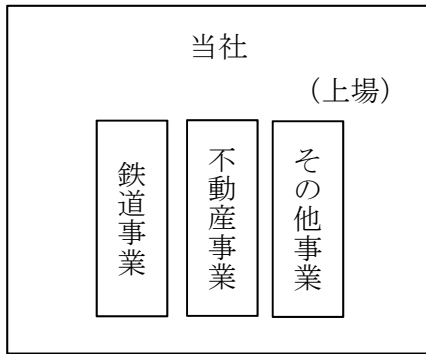 当社
（上場）
鉄道事業
不動産事業
その他事業